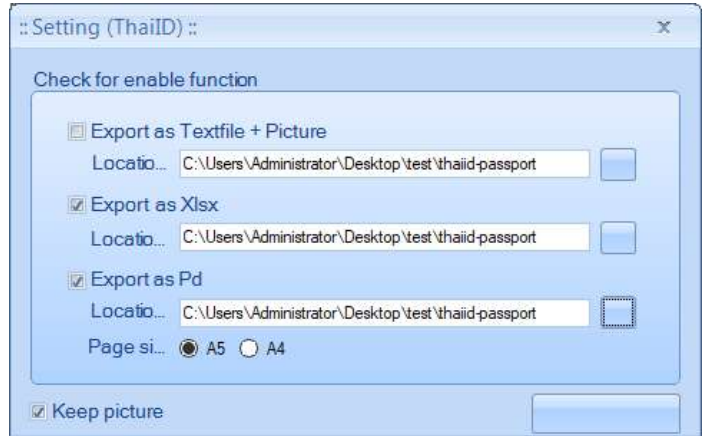 :: Setting (ThaiID) ::
Check for enable function
Export as Textfile + Picture
Locatio... C:\Users\Administrator\Desktop\test\thaiid-passport
Export as Xlsx
Locatio... C:\Users\Administrator\Desktop\test\thaiid-passport
Export as Pd
Locatio... C:\Users\Administrator\Desktop\test\thaiid-passport
Page si... A5 A4
Keep picture